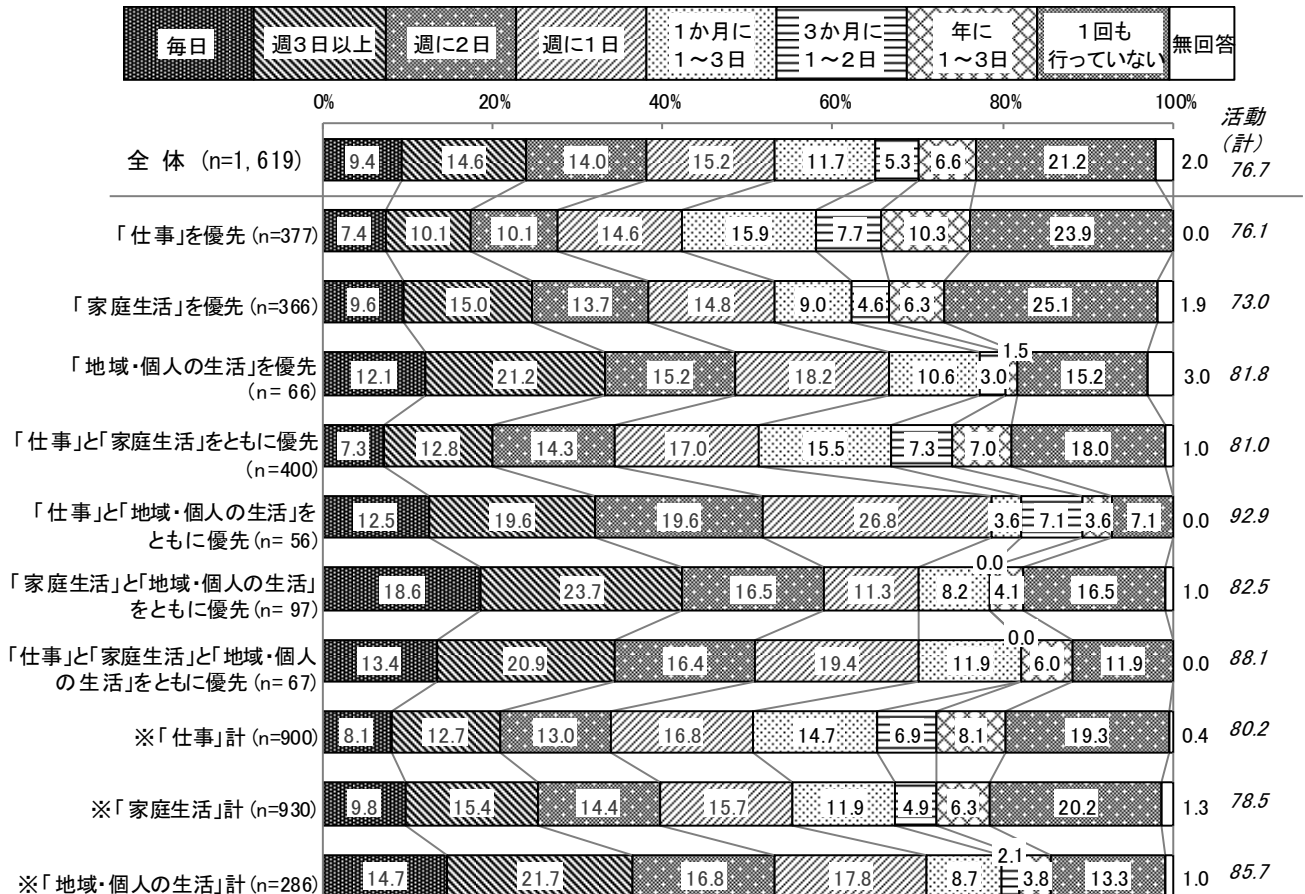 毎日 週3日以上 週に2日 週に1日 1か月に 1～3日 3か月に 1～2日 年に 1～3日 1回も 行っていない 無回答
0% 20% 40% 60% 80% 100%
活動
(計)
全体 (n=1,619) 9.4 14.6 14.0 15.2 11.7 5.3 6.6 21.2 2.0 76.7
「仕事」を優先 (n=377) 7.4 10.1 10.1 14.6 15.9 7.7 10.3 23.9 0.0 76.1
「家庭生活」を優先 (n=366) 9.6 15.0 13.7 14.8 9.0 4.6 6.3 25.1 1.9 73.0
「地域・個人の生活」を優先
(n= 66) 12.1 21.2 15.2 18.2 10.6 3.0 1.5 15.2 3.0 81.8
「仕事」と「家庭生活」をともに優先
(n=400) 7.3 12.8 14.3 17.0 15.5 7.3 7.0 18.0 1.0 81.0
「仕事」と「地域・個人の生活」を
ともに優先 (n= 56) 12.5 19.6 19.6 26.8 3.6 7.1 3.6 7.1 0.0 92.9
「家庭生活」と「地域・個人の生活」
をともに優先 (n= 97) 18.6 23.7 16.5 11.3 8.2 0.0 4.1 16.5 1.0 82.5
「仕事」と「家庭生活」と「地域・個人
の生活」をともに優先 (n= 67) 13.4 20.9 16.4 19.4 11.9 0.0 6.0 11.9 0.0 88.1
※「仕事」計 (n=900) 8.1 12.7 13.0 16.8 14.7 6.9 8.1 19.3 0.4 80.2
※「家庭生活」計 (n=930) 9.8 15.4 14.4 15.7 11.9 4.9 6.3 20.2 1.3 78.5
※「地域・個人の生活」計 (n=286) 14.7 21.7 16.8 17.8 8.7 2.1 3.8 13.3 1.0 85.7